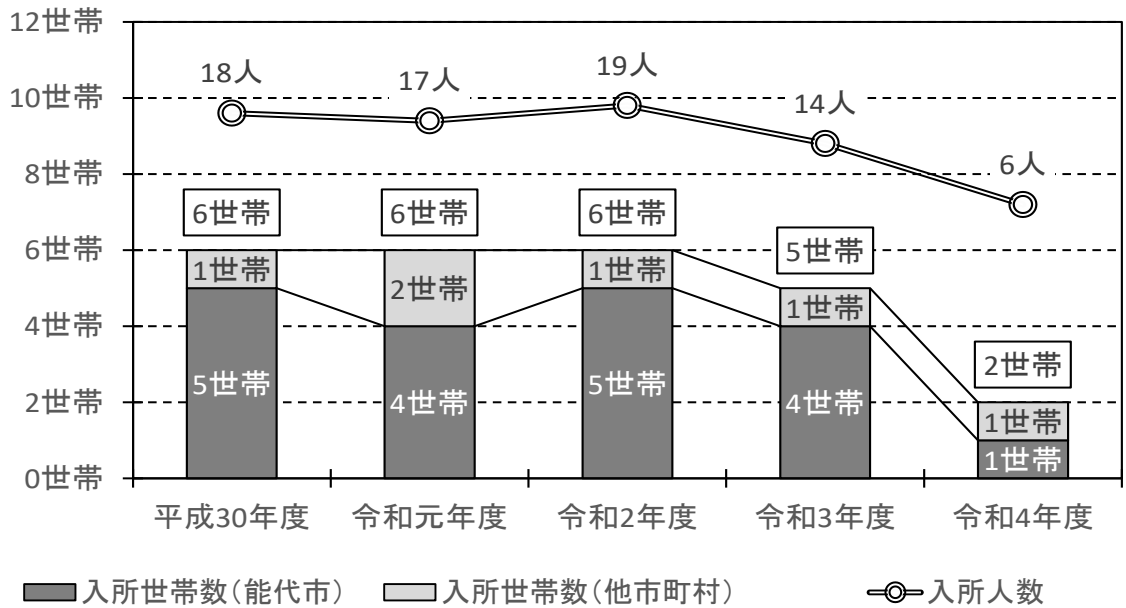 12世帯
10世帯
8世帯
6世帯
4世帯
2世帯
0世帯
18人
17人
19人
14人
6人
6世帯
6世帯
6世帯
5世帯
2世帯
1世帯
2世帯
1世帯
1世帯
1世帯
5世帯
4世帯
5世帯
4世帯
1世帯
平成30年度
令和元年度
令和2年度
令和3年度
令和4年度
入所世帯数(能代市)
入所世帯数(他市町村)
入所人数